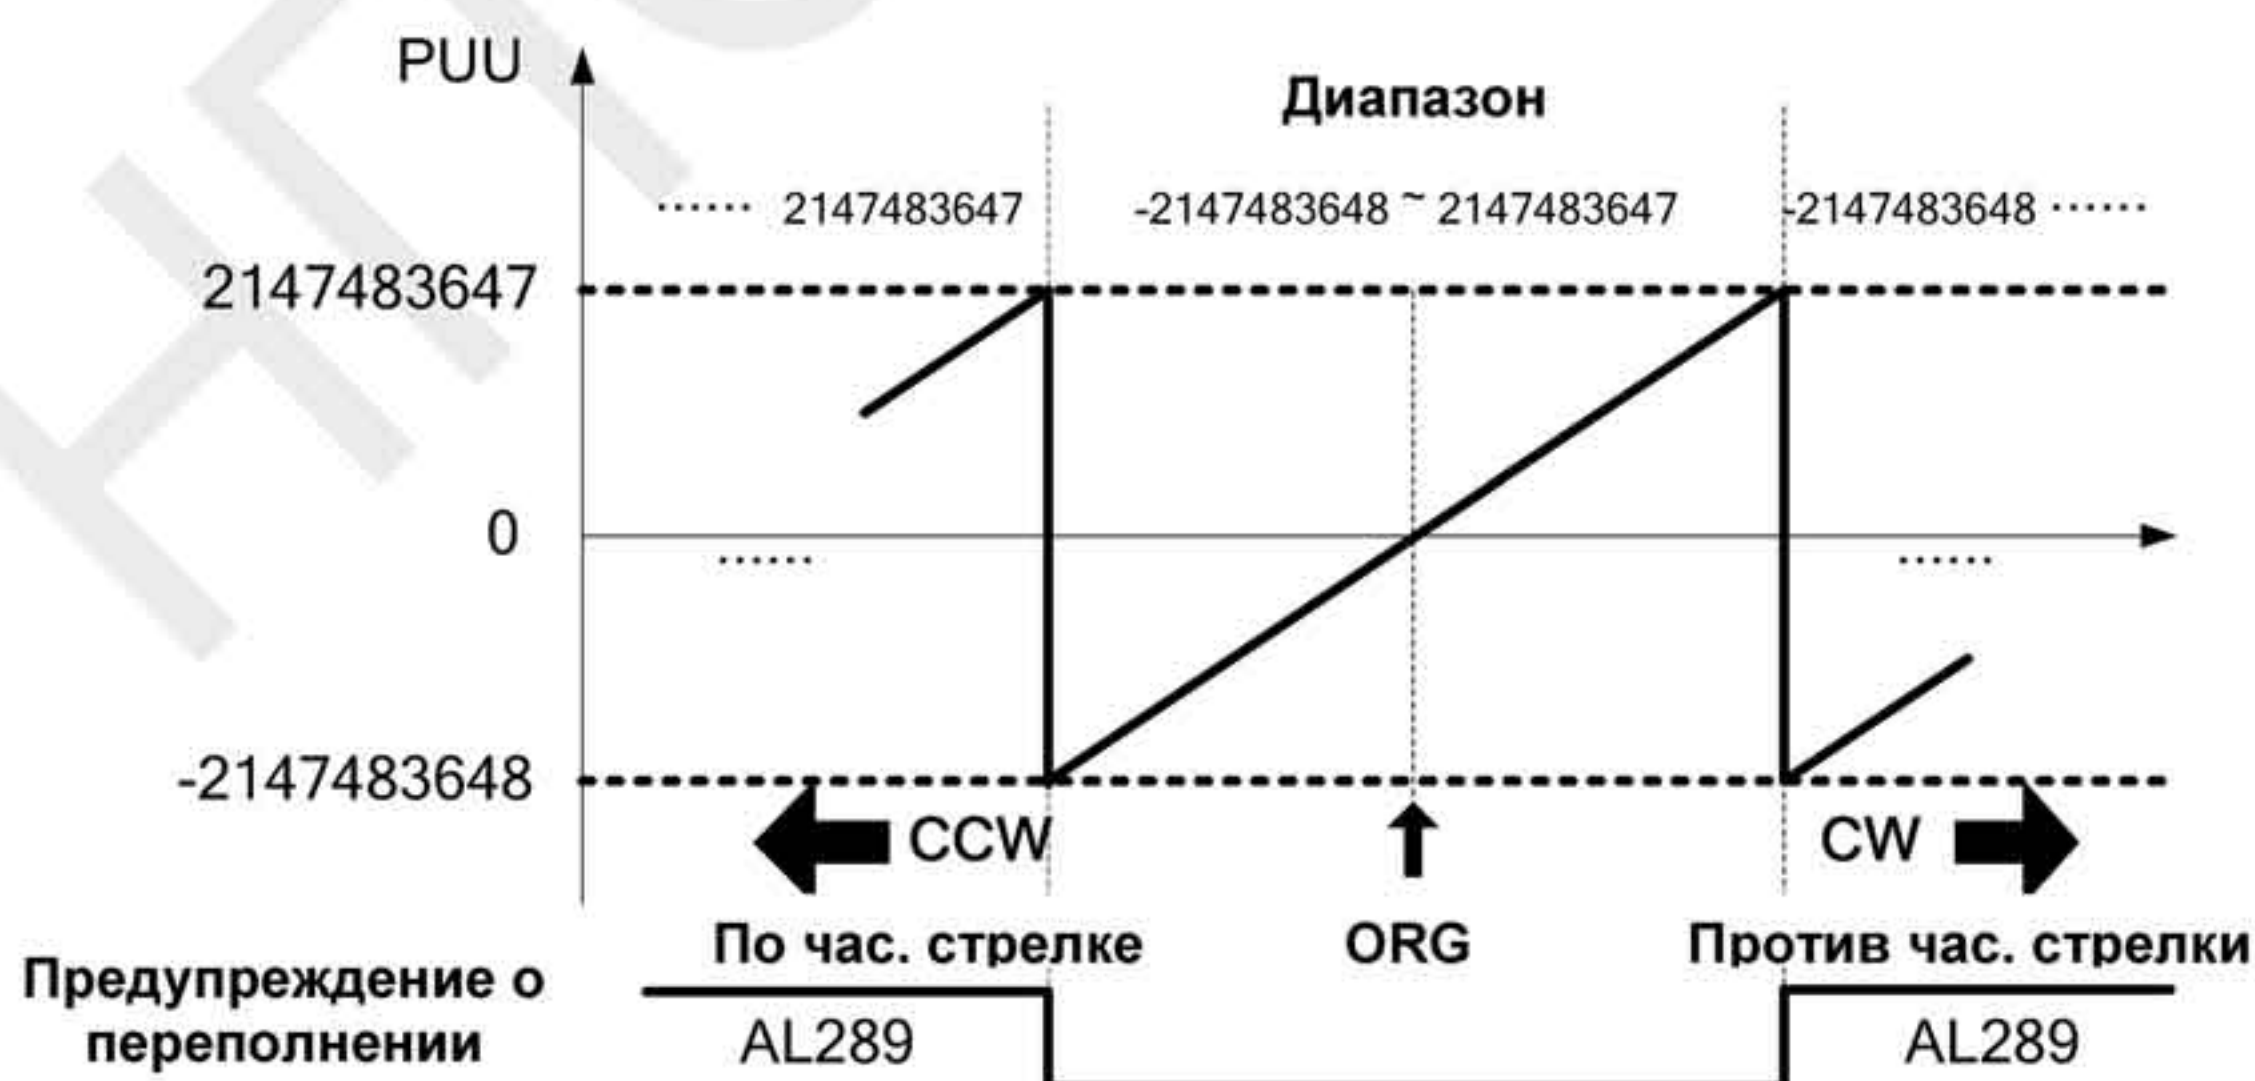 PUU
Диапазон
...... 2147483647
-2147483648 ~ 2147483647
-2147483648 ......
2147483647
0
......
......
-2147483648
CCW
CW
По час. стрелке
ORG
Против час. стрелки
Предупреждение о
переполнении
AL289
AL289